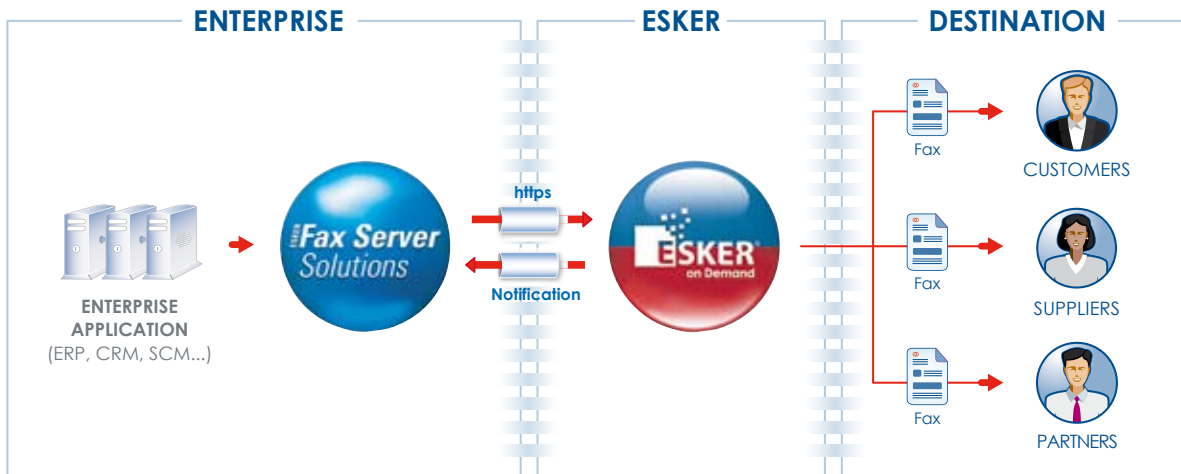 ENTERPRISE
ESKER
DESTINATION
ENTERPRISE
APPLICATION
(ERP, CRM, SCM...)
ESKER
Fax Server
Solutions
https
Notification
ESKER®
on Demand
Fax
CUSTOMERS
Fax
SUPPLIERS
Fax
PARTNERS